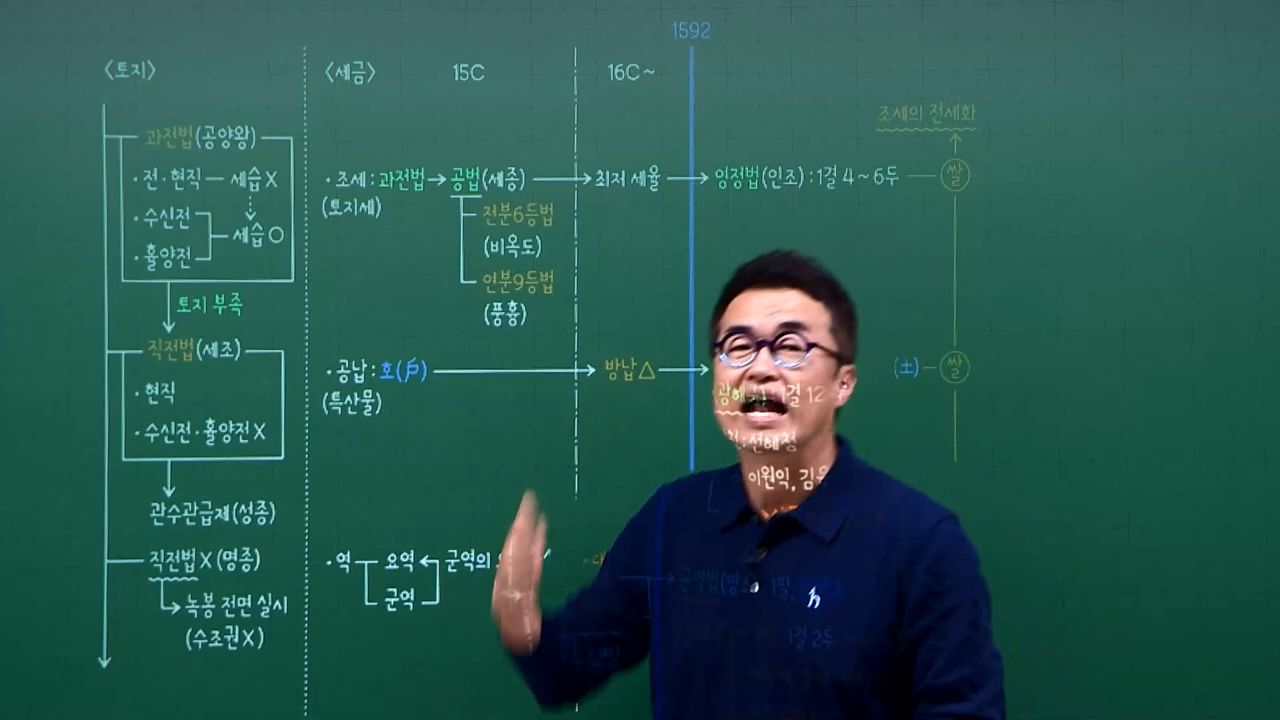 1592
〈토지〉
〈세금〉 15C 16C~
조세의 전세화
과전법(공양왕)
· 전·현직 — 세습 X
· 수신전
· 휼양전
세습 O
토지 부족
직전법(세조)
· 현직
· 수신전·휼양전 X
관수관급제(성종)
직전법 X (명종)
녹봉 전면 실시
(수조권 X)
· 조세 : 과전법 → 공법(세종) → 최저 세율 → 영정법(인조) : 1결 4~6두 — 쌀
(토지세)
전분6등법
(비옥도)
연분9등법
(풍흉)
· 공납 : 호(戶) → 방납△ → (土) — 쌀
(특산물)
1결 12
선혜청
이원익, 김육
· 역 요역 ← 군역의
군역
1결 2두